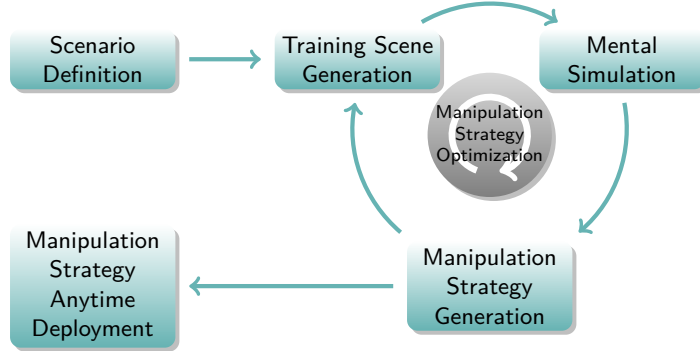 Scenario
Definition
Training Scene
Generation
Mental
Simulation
Manipulation
Strategy
Optimization
Manipulation
Strategy
Anytime
Deployment
Manipulation
Strategy
Generation